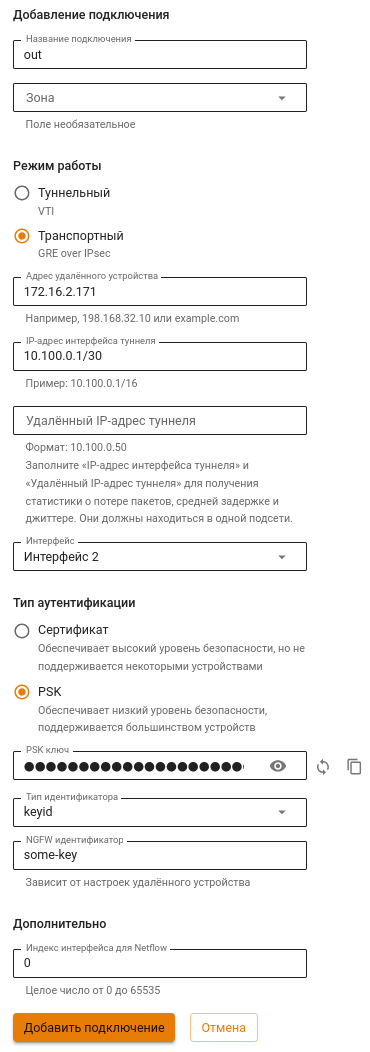 Добавление подключения
Название подключения
out
Зона
Поле необязательное
Режим работы
Туннельный
VTI
Транспортный
GRE over IPsec
Адрес удалённого устройства
172.16.2.171
Например, 198.168.32.10 или example.com
IP-адрес интерфейса туннеля
10.100.0.1/30
Пример: 10.100.0.1/16
Удалённый IP-адрес туннеля
Формат: 10.100.0.50
Заполните «IP-адрес интерфейса туннеля» и
«Удалённый IP-адрес туннеля» для получения
статистики о потере пакетов, средней задержке и
джиттере. Они должны находиться в одной подсети.
Интерфейс
Интерфейс 2
Тип аутентификации
Сертификат
Обеспечивает высокий уровень безопасности, но не
поддерживается некоторыми устройствами
PSK
Обеспечивает низкий уровень безопасности,
поддерживается большинством устройств
PSK ключ
Тип идентификатора
keyid
NGFW идентификатор
some-key
Зависит от настроек удалённого устройства
Дополнительно
Индекс интерфейса для Netflow
0
Целое число от 0 до 65535
Добавить подключение
Отмена